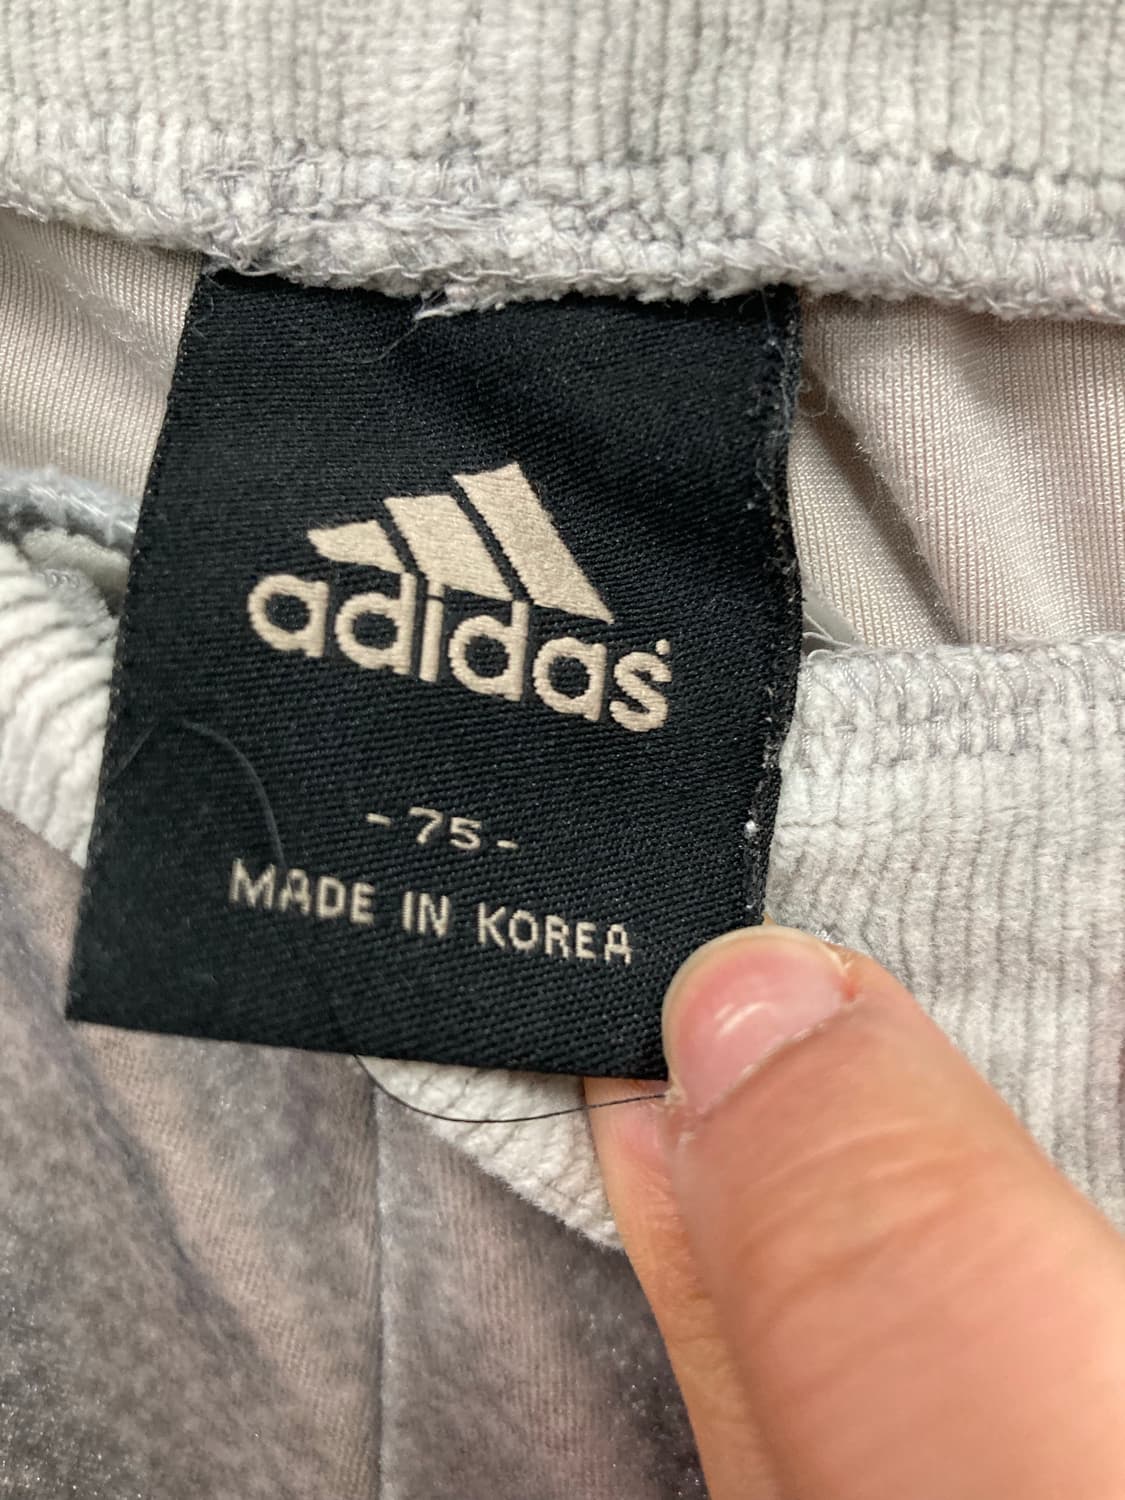 adidas
-75-
MADE IN KOREA